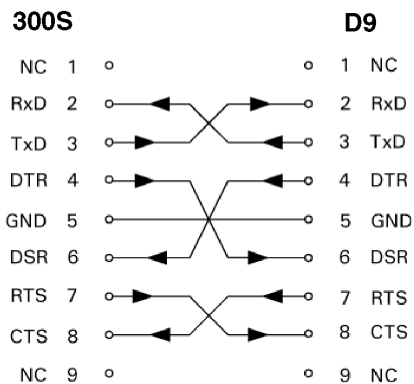 300S D9
NC 1 1 NC
RxD 2 2 RxD
TxD 3 3 TxD
DTR 4 4 DTR
GND 5 5 GND
DSR 6 6 DSR
RTS 7 7 RTS
CTS 8 8 CTS
NC 9 9 NC